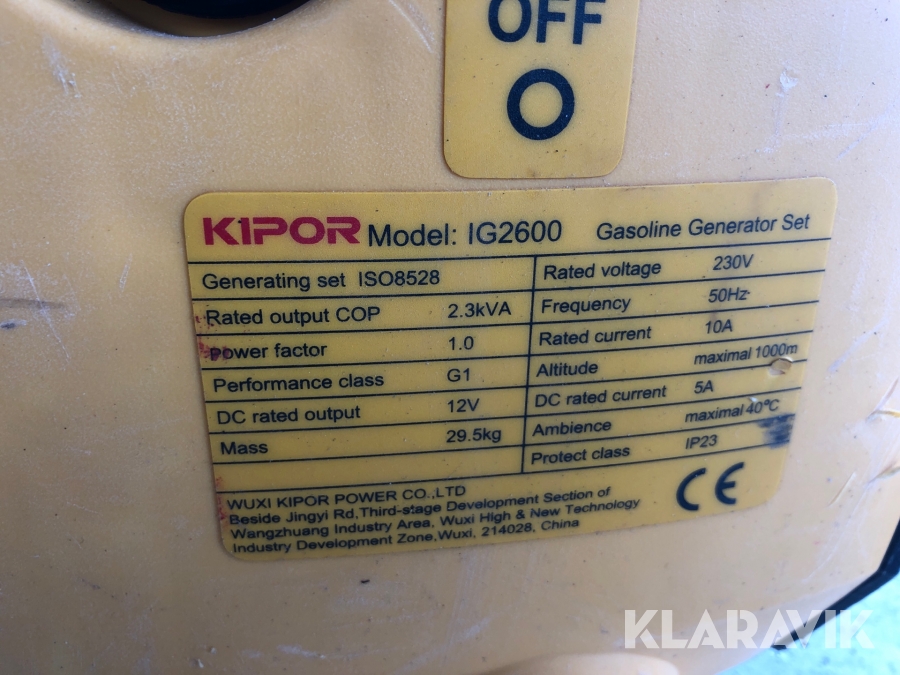 OFF
KIPOR Model: IG2600 Gasoline Generator Set
Generating set ISO8528
Rated output COP 2.3kVA
power factor 1.0
Performance class G1
DC rated output 12V
Mass 29.5kg
Rated voltage 230V
Frequency 50Hz
Rated current 10A
Altitude maximal 1000m
DC rated current 5A
Ambience maximal 40°C
Protect class IP23
WUXI KIPOR POWER CO.,LTD
Beside Jingyi Rd,Third-stage Development Section of
Wangzhuang Industry Area, Wuxi High & New Technology
Industry Development Zone,Wuxi, 214028, China
CE
KLARAVIK